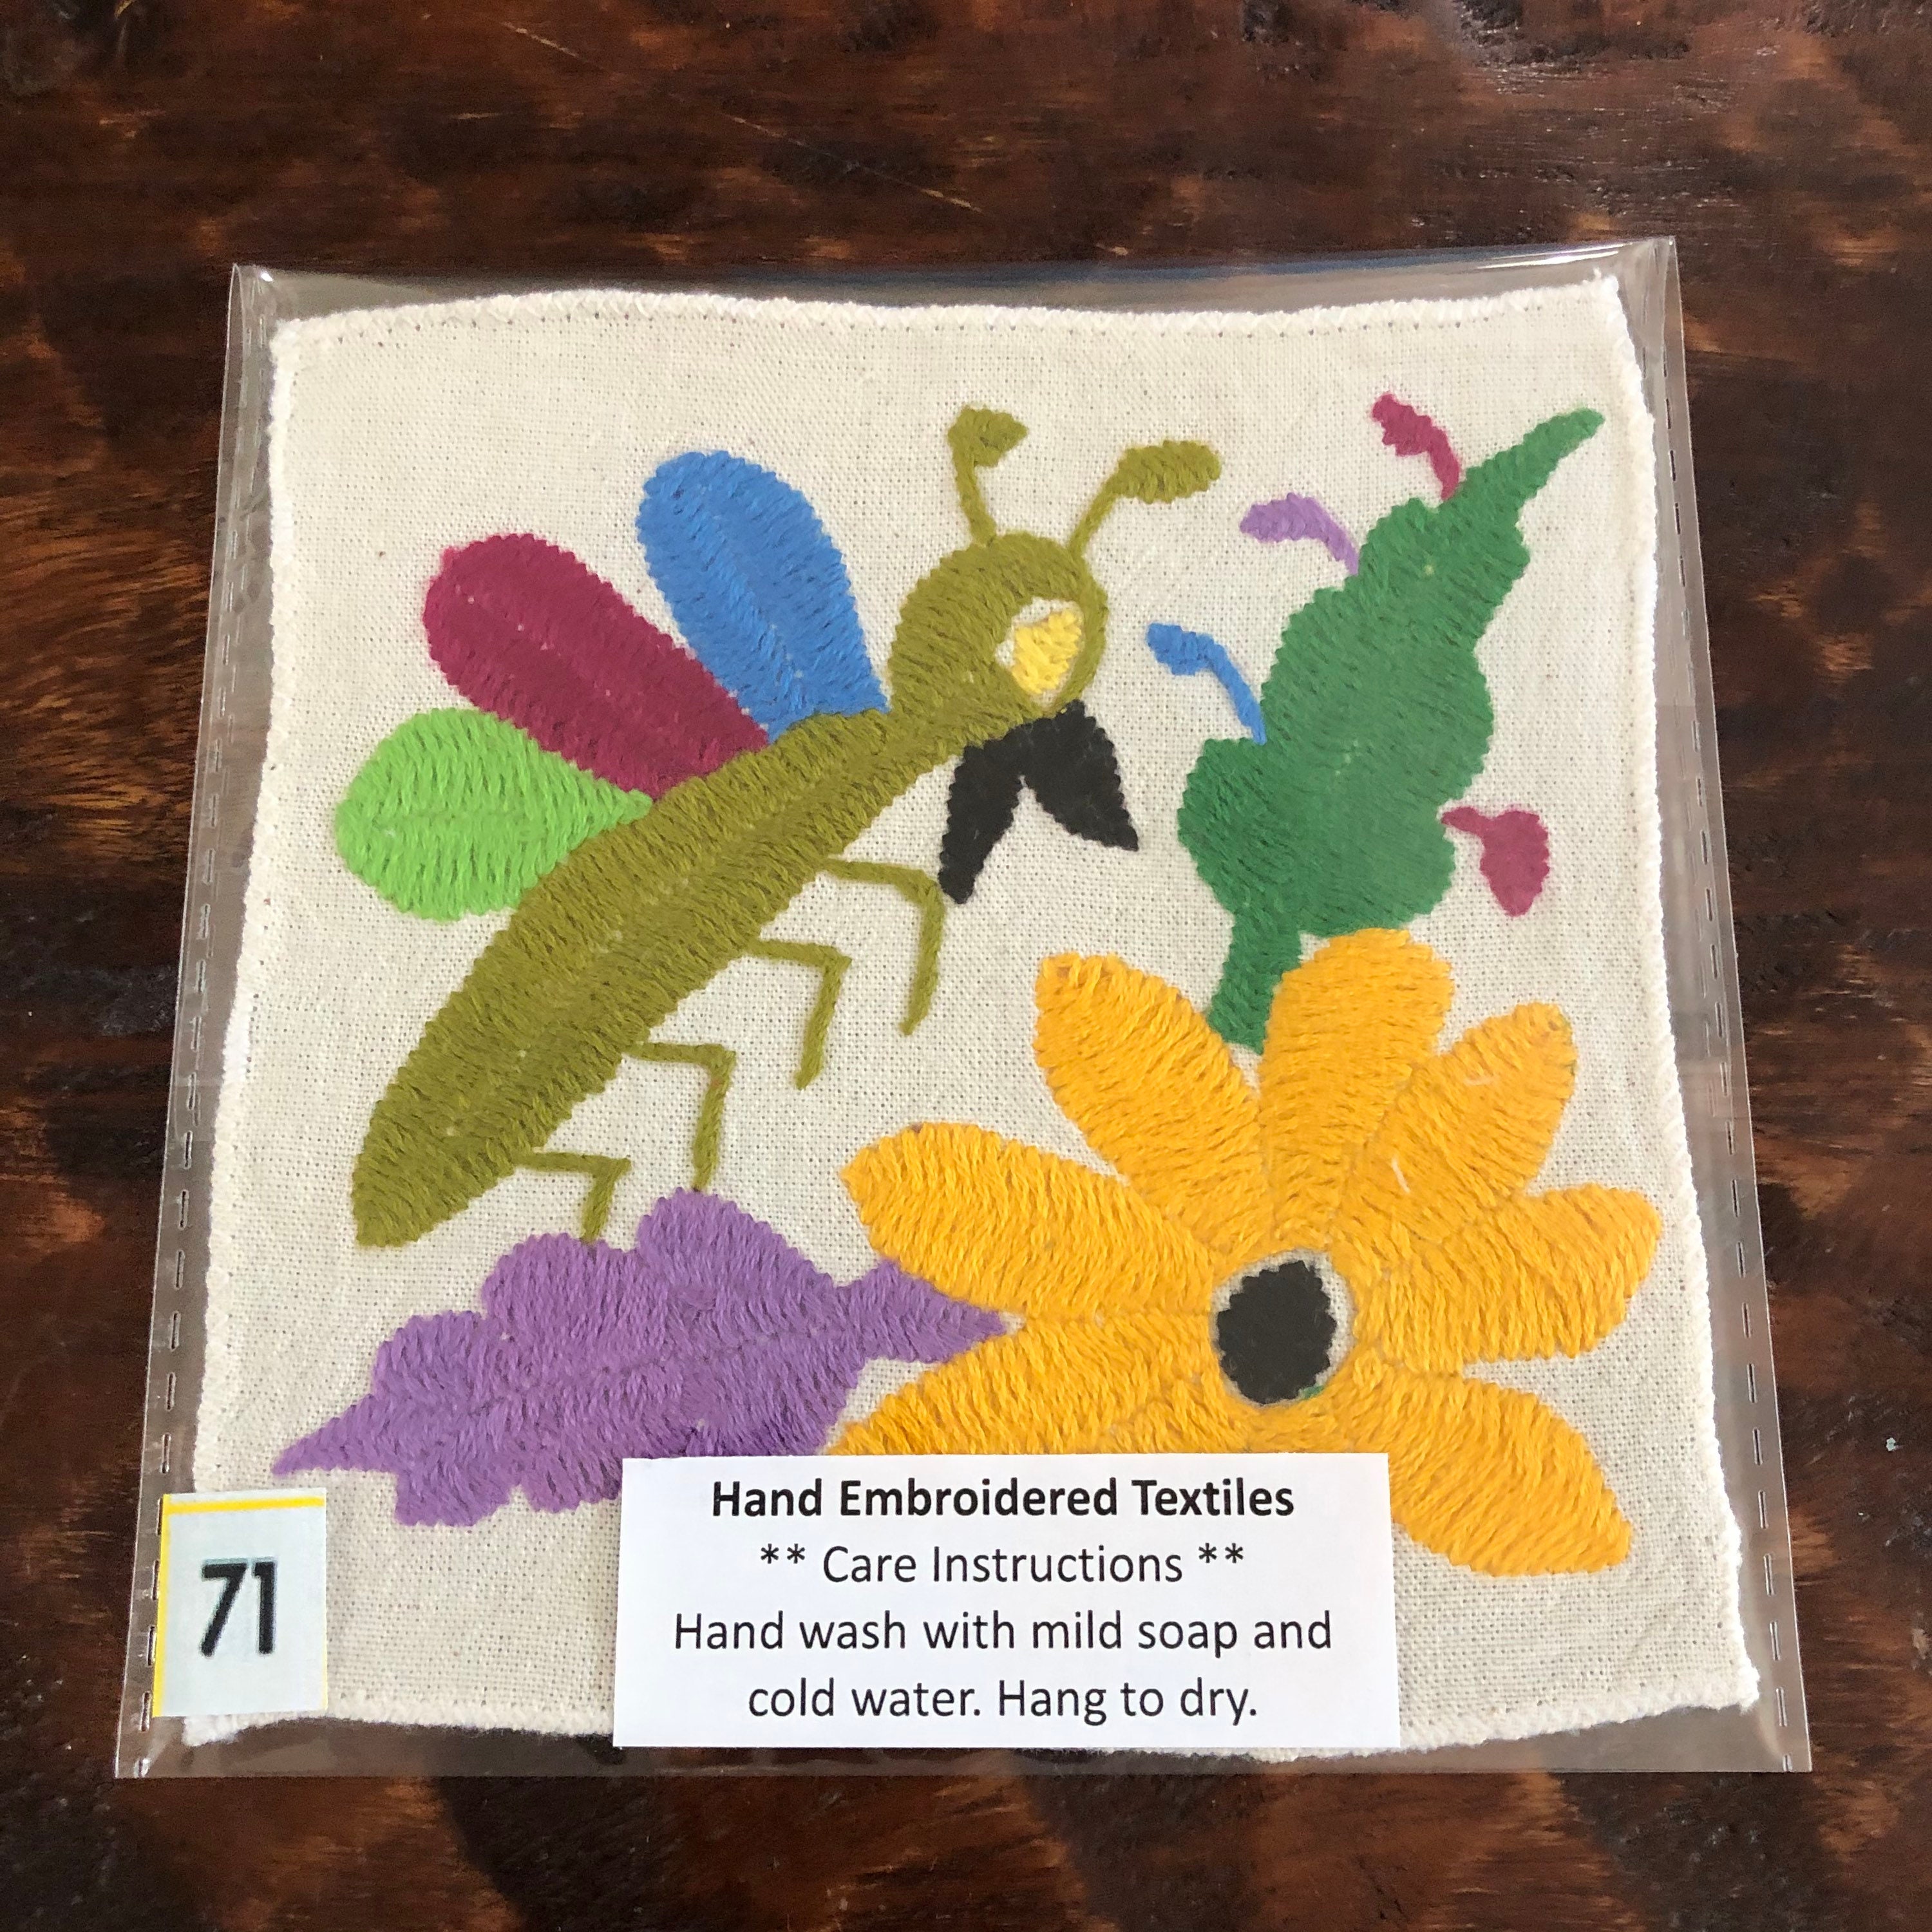 Hand Embroidered Textiles
** Care Instructions **
Hand wash with mild soap and
cold water. Hang to dry.
71